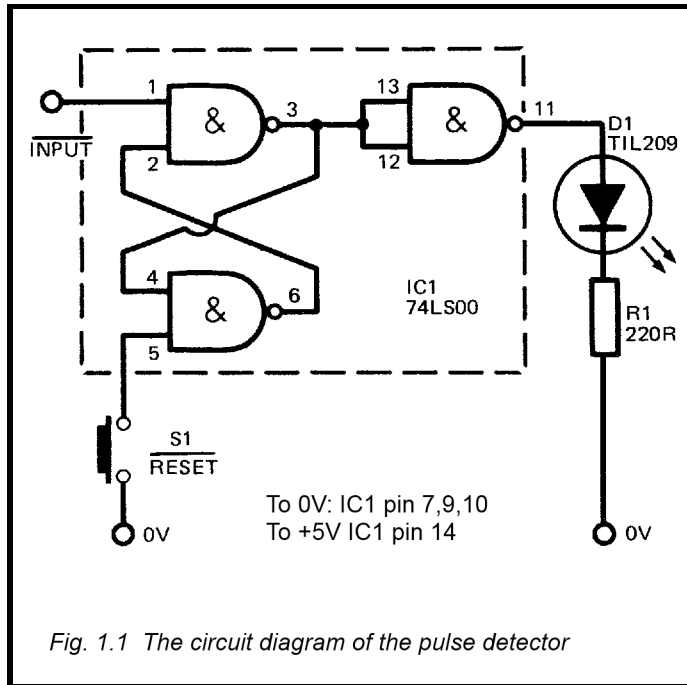 1
3
13
11
D1
TIL209
&
&
INPUT
2
12
4
6
IC1
74LS00
&
R1
220R
5
S1
RESET
To 0V: IC1 pin 7,9,10
To +5V IC1 pin 14
0V
0V
Fig. 1.1 The circuit diagram of the pulse detector